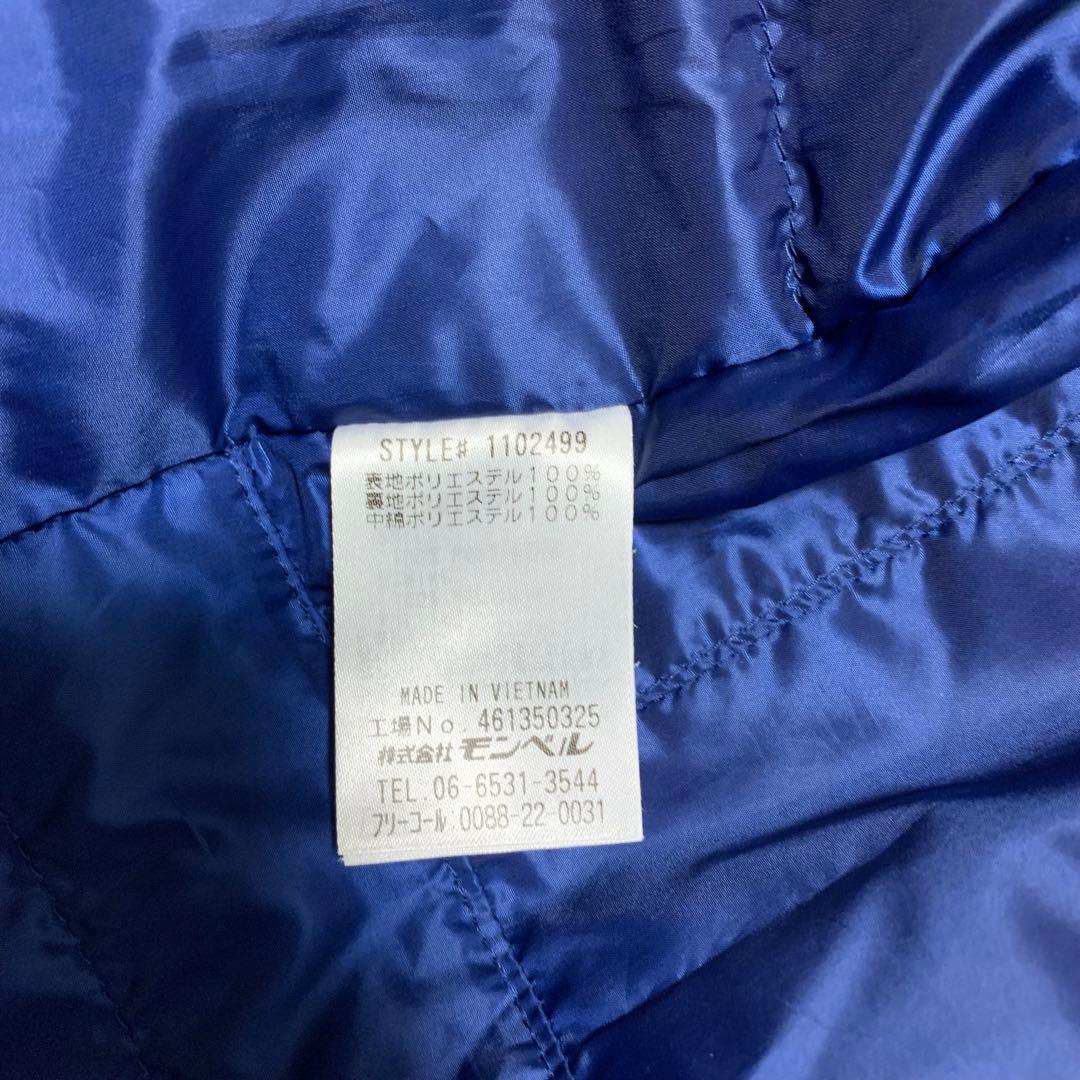 STYLE# 1102499
表地ポリエステル100%
裏地ポリエステル100%
中綿ポリエステル100%
MADE IN VIETNAM
工場No 461350325
株式会社 モンベル
TEL.06-6531-3544
フリーコール:0088-22-0031